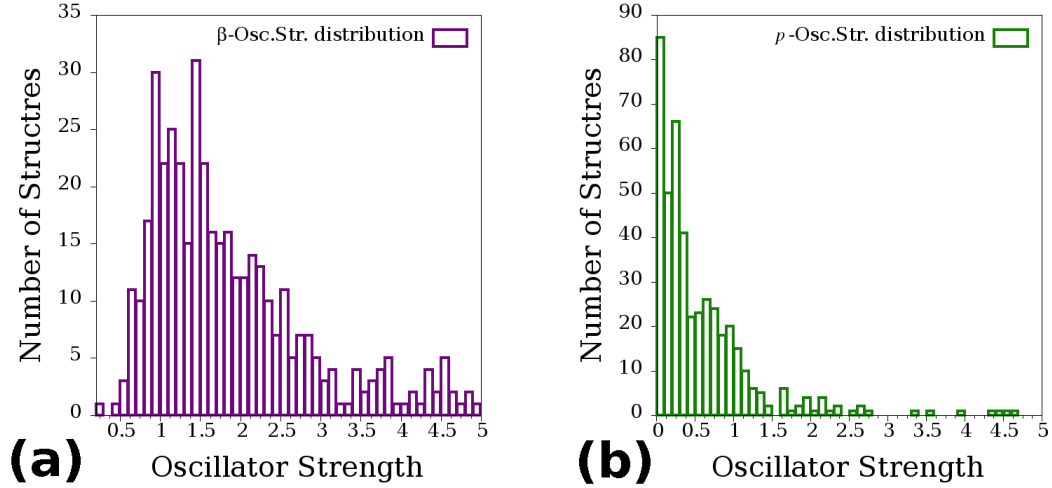 β-Osc.Str. distribution
Number of Structres
35
30
25
20
15
10
5
0
0.5 1 1.5 2 2.5 3 3.5 4 4.5 5
Oscillator Strength
(a)
p-Osc.Str. distribution
Number of Structres
90
80
70
60
50
40
30
20
10
0
0 0.5 1 1.5 2 2.5 3 3.5 4 4.5 5
Oscillator Strength
(b)